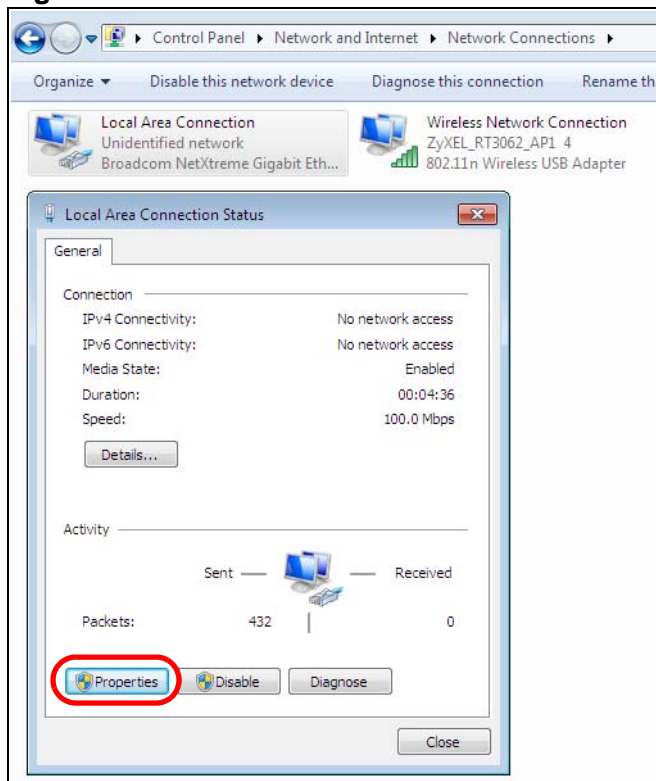 Control Panel ▸ Network and Internet ▸ Network Connections ▸
Organize ▾ Disable this network device Diagnose this connection Rename th
Local Area Connection
Unidentified network
Broadcom NetXtreme Gigabit Eth...
Wireless Network Connection
ZyXEL_RT3062_AP1 4
802.11n Wireless USB Adapter
Local Area Connection Status
General
Connection
IPv4 Connectivity: No network access
IPv6 Connectivity: No network access
Media State: Enabled
Duration: 00:04:36
Speed: 100.0 Mbps
Details...
Activity
Sent Received
Packets: 432 0
Properties Disable Diagnose
Close